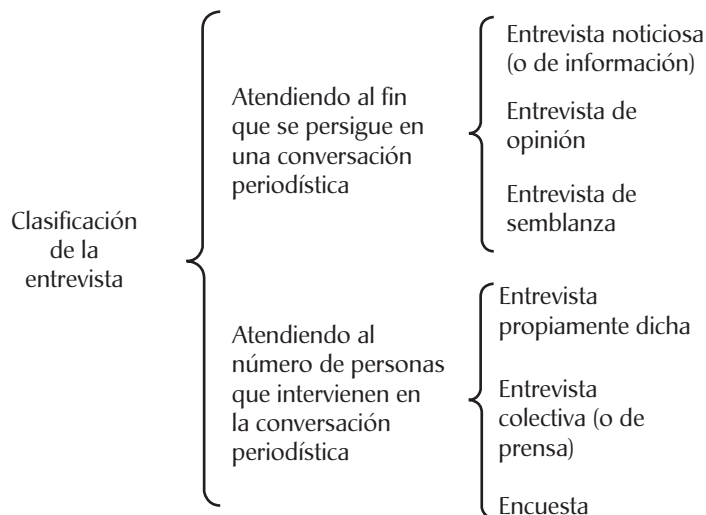 Clasificación
de la
entrevista
Atendiendo al fin
que se persigue en
una conversación
periodística
Entrevista noticiosa
(o de información)
Entrevista de
opinión
Entrevista de
semblanza
Atendiendo al
número de personas
que intervienen en
la conversación
periodística
Entrevista
propiamente dicha
Entrevista
colectiva (o de
prensa)
Encuesta